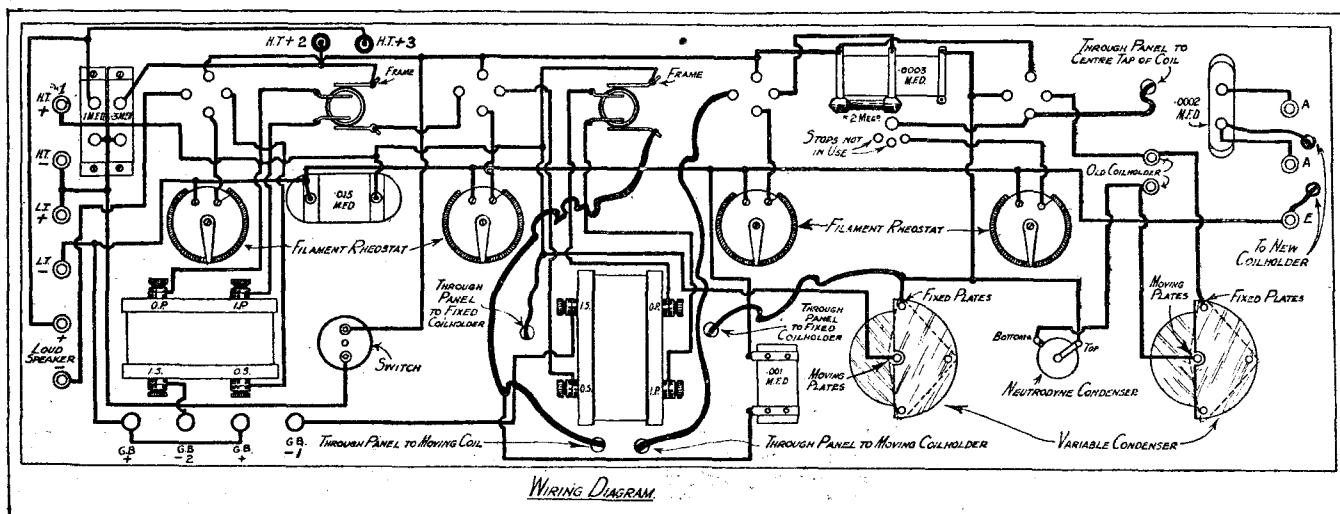 H.T.+2
H.T.+3
H.T. 1
+
H.T.
−
L.T.
+
L.T.
−
+
LOUD
SPEAKER
−
1 MFD
3 MFD
FRAME
.015
M.F.D
FILAMENT RHEOSTAT
O.P.
I.P.
I.S.
O.S.
SWITCH
G.B.
+
G.B.
-2
G.B.
+
G.B.
-1
THROUGH
PANEL
TO FIXED
COILHOLDER
FRAME
I.S.
O.P.
O.S.
I.P.
THROUGH PANEL TO MOVING COIL
THROUGH
PANEL
TO FIXED
COILHOLDER
.001
M.F.D
THROUGH PANEL TO MOVING COILHOLDER
.0003
M.F.D.
2 MEG
STOPS NOT
IN USE
FILAMENT RHEOSTAT
THROUGH PANEL TO
CENTRE TAP OF
COIL
.0002
M.F.D
A
A
E
OLD COILHOLDER
TO NEW
COILHOLDER
FIXED PLATES
MOVING
PLATES
BOTTOM
TOP
NEUTRODYNE CONDENSER
MOVING
PLATES
FIXED PLATES
VARIABLE
CONDENSER
WIRING DIAGRAM.